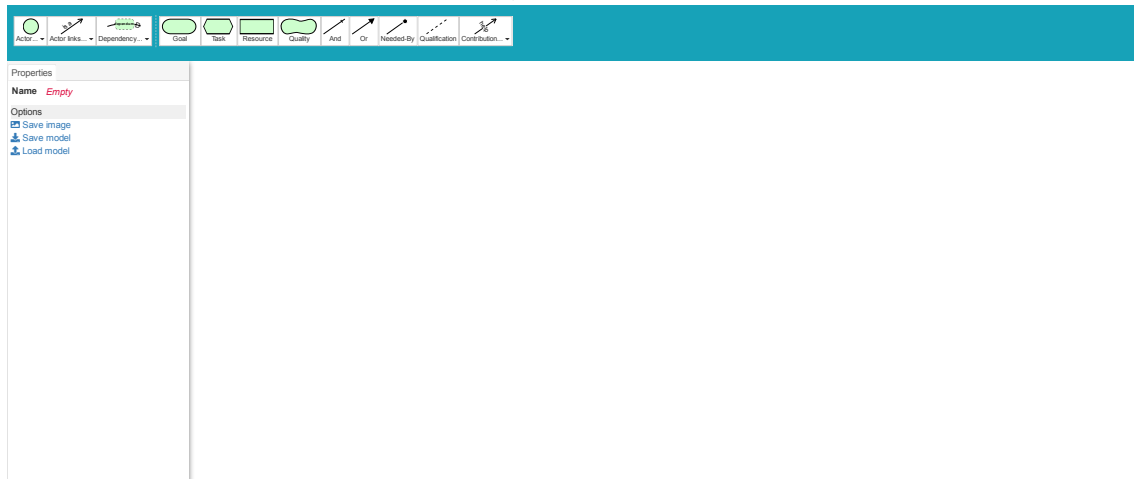 Actor...
Actor links...
Dependency...
Goal
Task
Resource
Quality
And
Or
Needed-By
Qualification
Contribution...
is a
Properties
Name Empty
Options
Save image
Save model
Load model